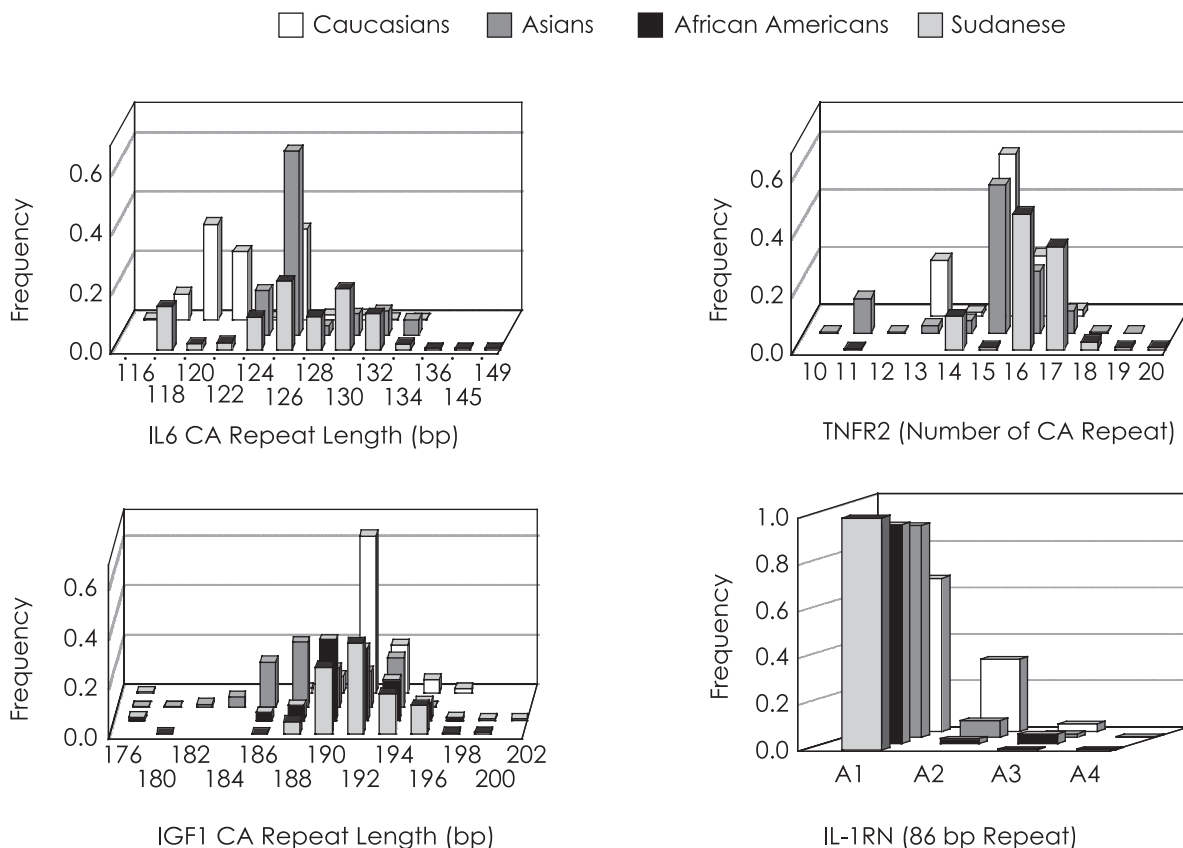 Caucasians Asians African Americans Sudanese
Frequency
0.6
0.4
0.2
0.0
116 120 124 128 132 136 149
118 122 126 130 134 145
IL6 CA Repeat Length (bp)
Frequency
0.6
0.4
0.2
0.0
10 11 12 13 14 15 16 17 18 19 20
TNFR2 (Number of CA Repeat)
Frequency
0.6
0.4
0.2
0.0
176 182 186 190 194 198 202
180 184 188 192 196 200
IGF1 CA Repeat Length (bp)
Frequency
1.0
0.8
0.6
0.4
0.2
0.0
A1 A2 A3 A4
IL-1RN (86 bp Repeat)